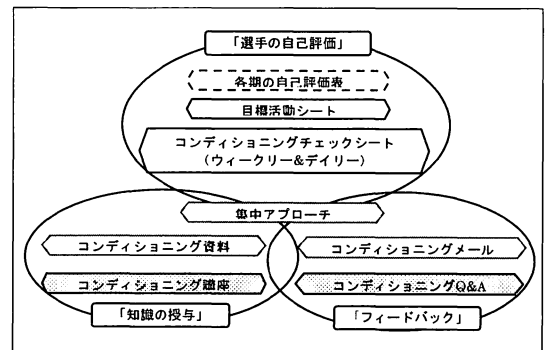 「選手の自己評価」
各期の自己評価表
目標活動シート
コンディショニングチェックシート
(ウィークリー&デイリー)
集中アプローチ
コンディショニング資料
コンディショニングメール
コンディショニング講座
コンディショニングQ&A
「知識の授与」
「フィードバック」